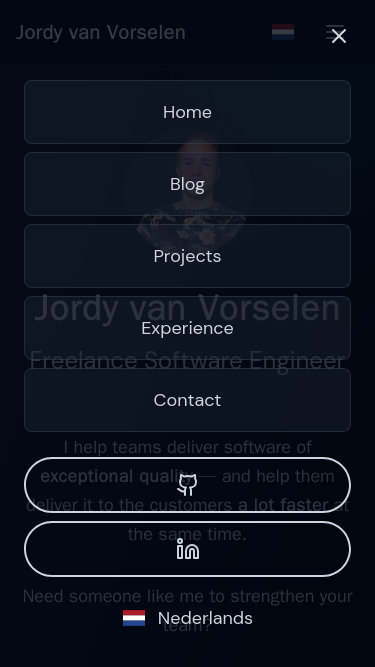 Jordy van Vorselen
Home
Blog
Projects
Jordy van Vorselen
Experience
Freelance Software Engineer
Contact
I help teams deliver software of
exceptional quality — and help them
deliver it to the customers a lot faster at
the same time.
in
Need someone like me to strengthen your
Nederlands
team?